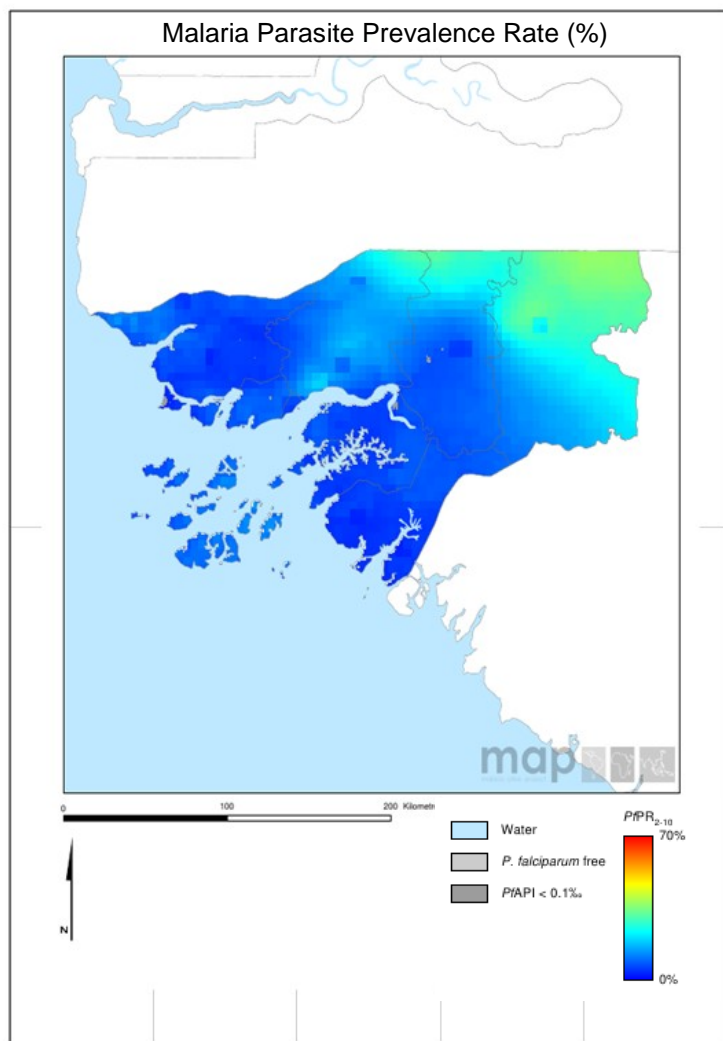 Malaria Parasite Prevalence Rate (%)
map
0
100
200 Kilometr
Water
P. falciparum free
PfAPI < 0.1‰
PfPR2-10
70%
0%
N